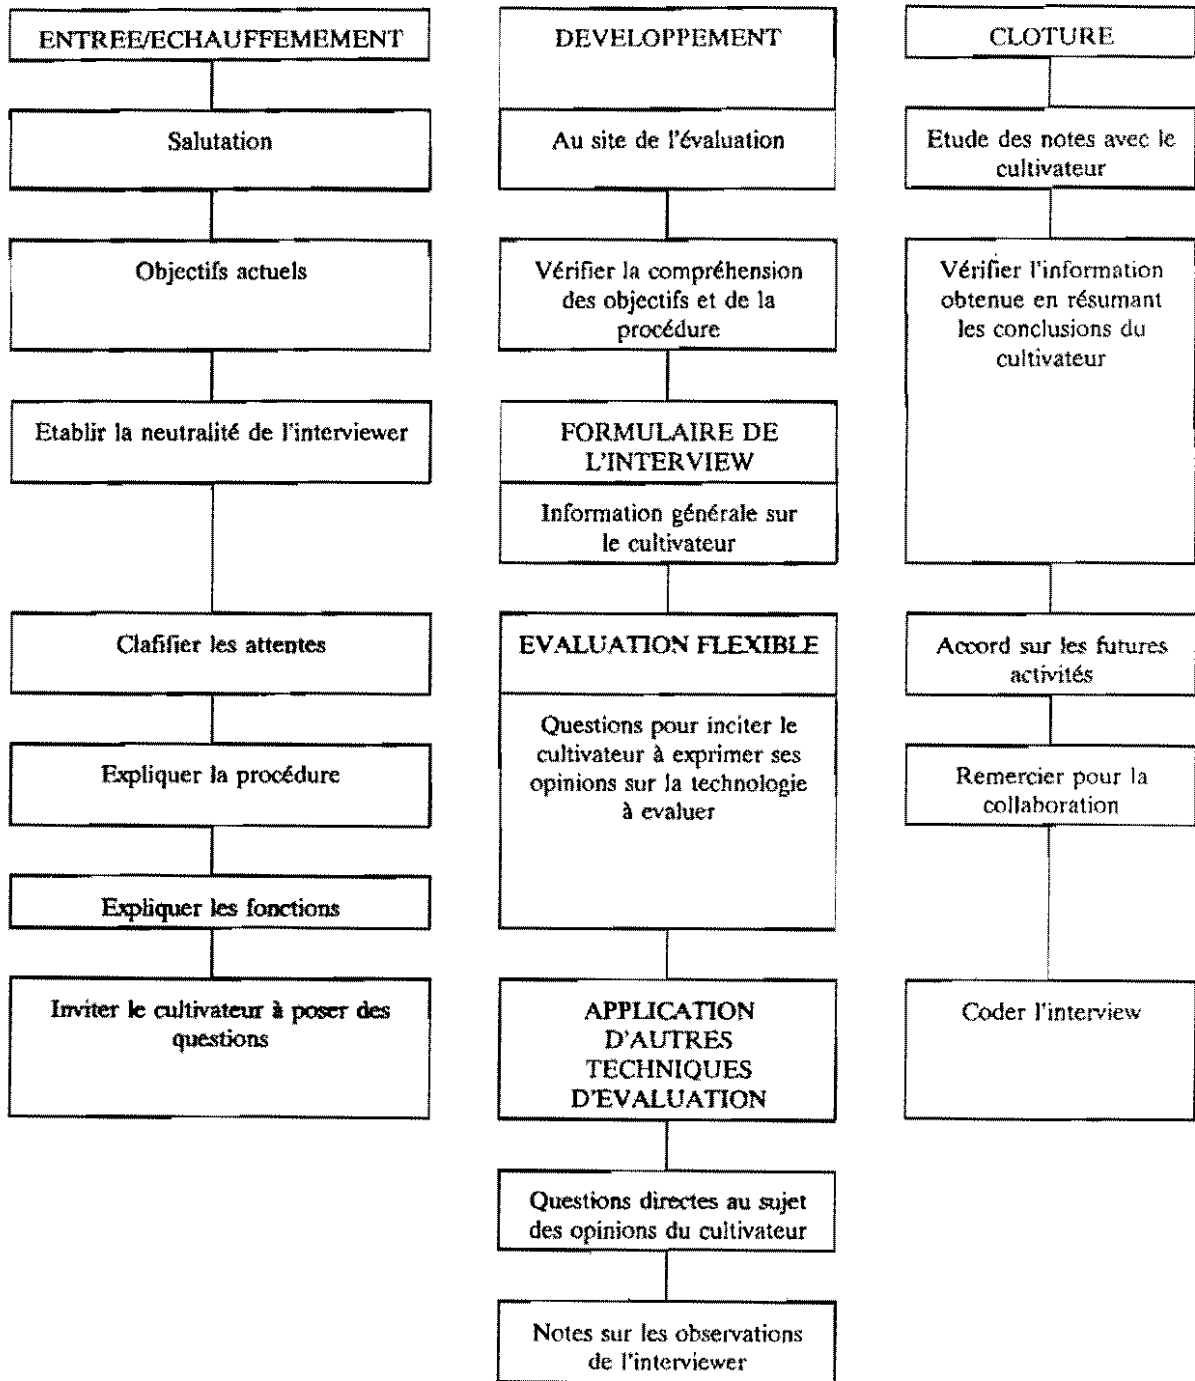 ENTREE/ECHAUFFEMEMENT
Salutation
Objectifs actuels
Etablir la neutralité de l'interviewer
Clafifier les attentes
Expliquer la procédure
Expliquer les fonctions
Inviter le cultivateur à poser des
questions
DEVELOPPEMENT
Au site de l'évaluation
Vérifier la compréhension
des objectifs et de la
procédure
FORMULAIRE DE
L'INTERVIEW
Information générale sur
le cultivateur
EVALUATION FLEXIBLE
Questions pour inciter le
cultivateur à exprimer ses
opinions sur la technologie
à evaluer
APPLICATION
D'AUTRES
TECHNIQUES
D'EVALUATION
Questions directes au sujet
des opinions du cultivateur
Notes sur les observations
de l'interviewer
CLOTURE
Etude des notes avec le
cultivateur
Vérifier l'information
obtenue en résumant
les conclusions du
cultivateur
Accord sur les futures
activités
Remercier pour la
collaboration
Coder l'interview